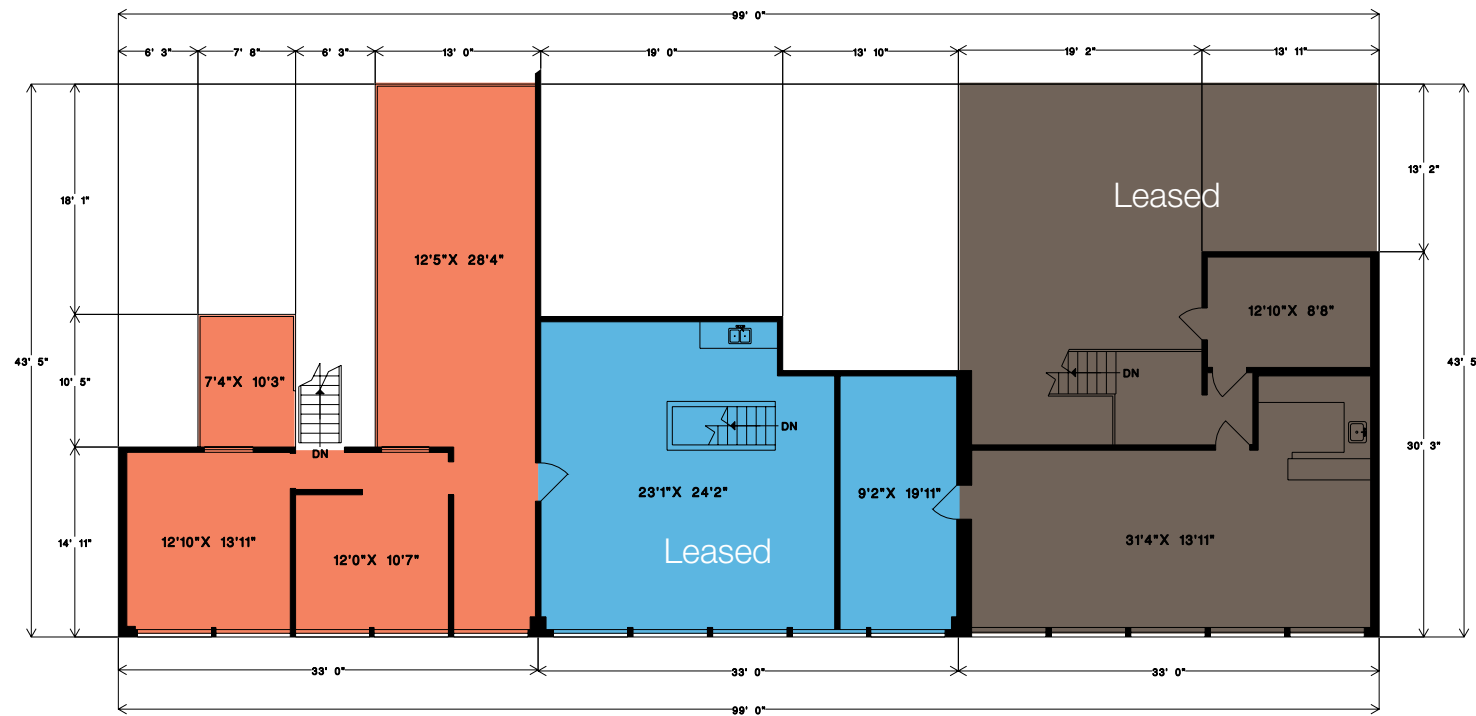 99' 0"
6' 3" 7' 8" 6' 3" 13' 0" 19' 0" 13' 10" 19' 2" 13' 11"
13' 2"
Leased
18' 1"
12'5"X 28'4"
12'10"X 8'8"
43' 5" 43' 5
DN
10' 5" 7'4"X 10'3"
DN
30' 3"
DN
23'1"X 24'2" 9'2"X 19'11"
14' 11" 12'10"X 13'11" 31'4"X 13'11"
Leased
12'0"X 10'7"
33' 0" 33' 0" 33' 0"
99' 0"